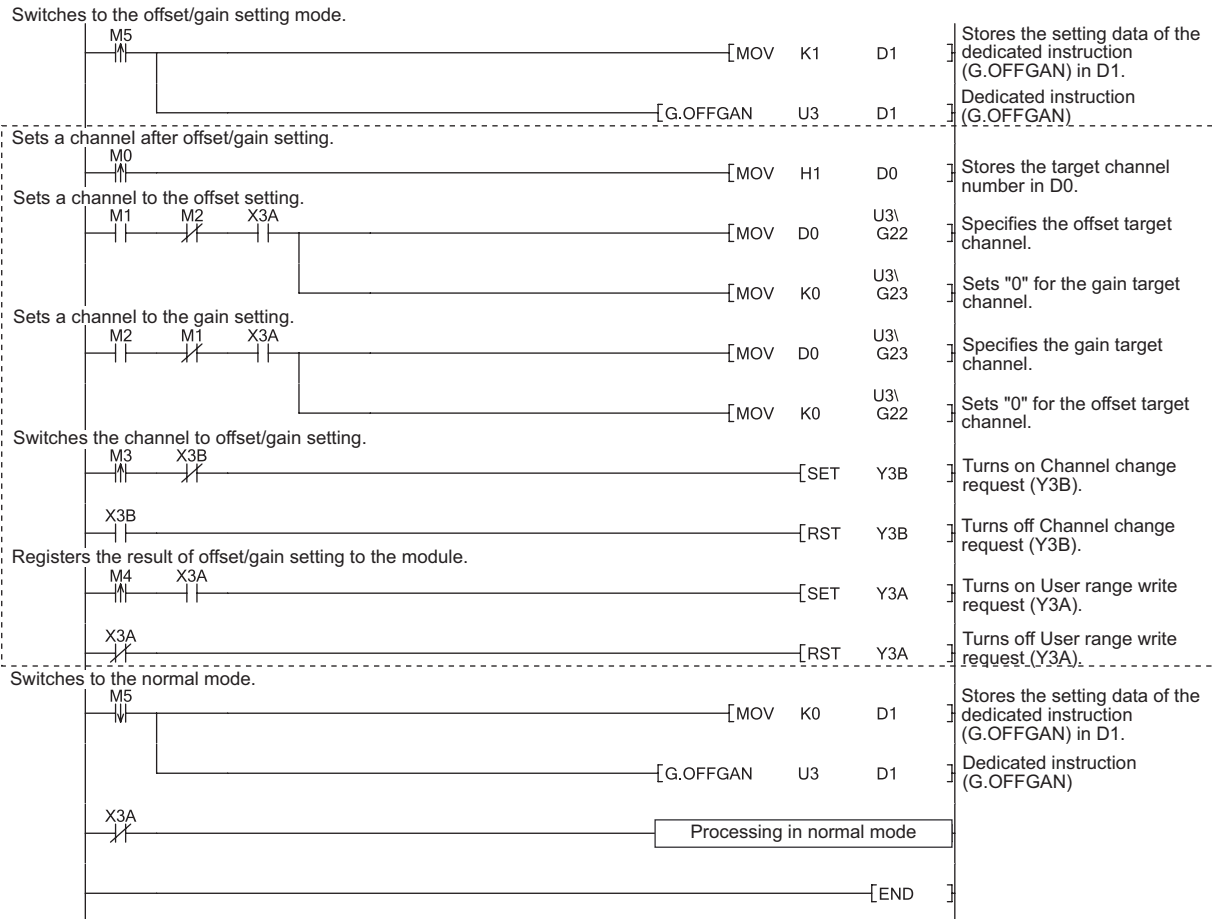 Switches to the offset/gain setting mode.
M5
MOV K1 D1
Stores the setting data of the
dedicated instruction
(G.OFFGAN) in D1.
G.OFFGAN U3 D1
Dedicated instruction
(G.OFFGAN)
Sets a channel after offset/gain setting.
M0
MOV H1 D0
Stores the target channel
number in D0.
Sets a channel to the offset setting.
M1 M2 X3A
MOV D0 U3\
G22
Specifies the offset target
channel.
MOV K0 U3\
G23
Sets "0" for the gain target
channel.
Sets a channel to the gain setting.
M2 M1 X3A
MOV D0 U3\
G23
Specifies the gain target
channel.
MOV K0 U3\
G22
Sets "0" for the offset target
channel.
Switches the channel to offset/gain setting.
M3 X3B
SET Y3B
Turns on Channel change
request (Y3B).
X3B
RST Y3B
Turns off Channel change
request (Y3B).
Registers the result of offset/gain setting to the module.
M4 X3A
SET Y3A
Turns on User range write
request (Y3A).
X3A
RST Y3A
Turns off User range write
request (Y3A).
Switches to the normal mode.
M5
MOV K0 D1
Stores the setting data of the
dedicated instruction
(G.OFFGAN) in D1.
G.OFFGAN U3 D1
Dedicated instruction
(G.OFFGAN)
X3A
Processing in normal mode
END